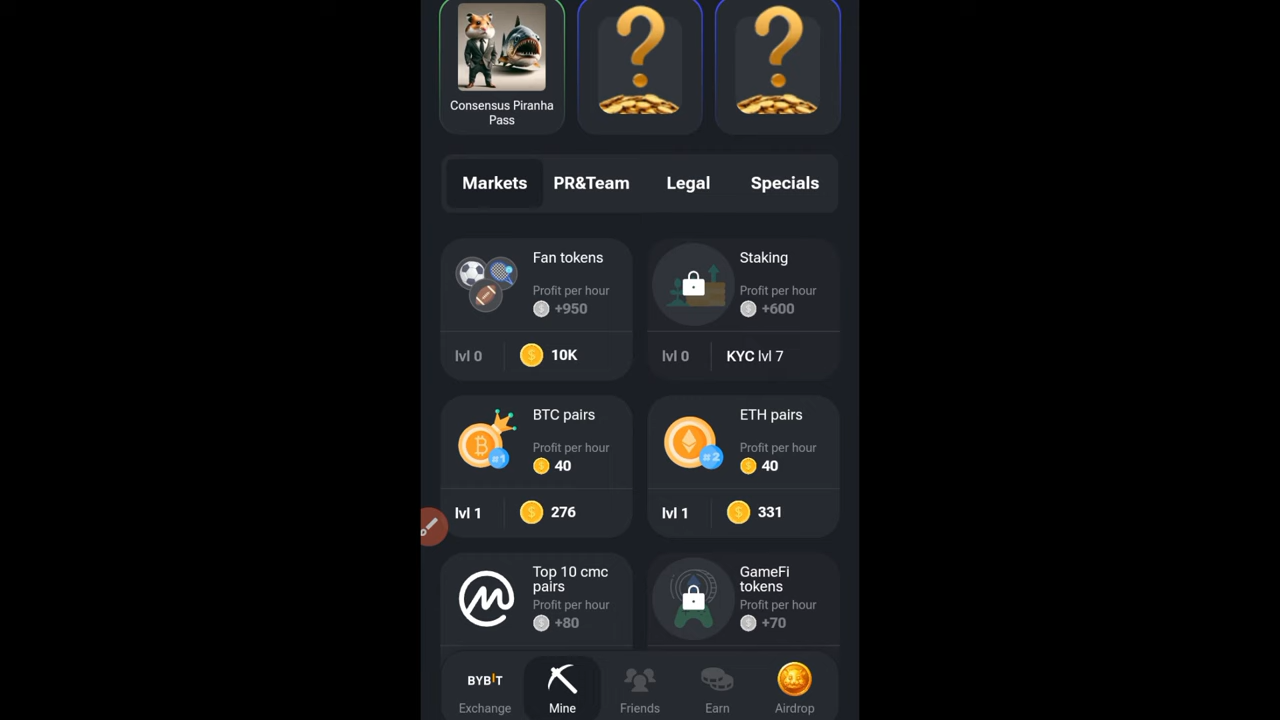 Consensus Piranha
Pass
Markets
PR&Team
Legal
Specials
Fan tokens
Profit per hour
+950
lvl 0
10K
Staking
Profit per hour
+600
lvl 0
KYC lvl 7
BTC pairs
Profit per hour
40
#1
lvl 1
276
ETH pairs
Profit per hour
40
#2
lvl 1
331
Top 10 cmc
pairs
Profit per hour
+80
GameFi
tokens
Profit per hour
+70
BYBIT
Exchange
Mine
Friends
Earn
Airdrop